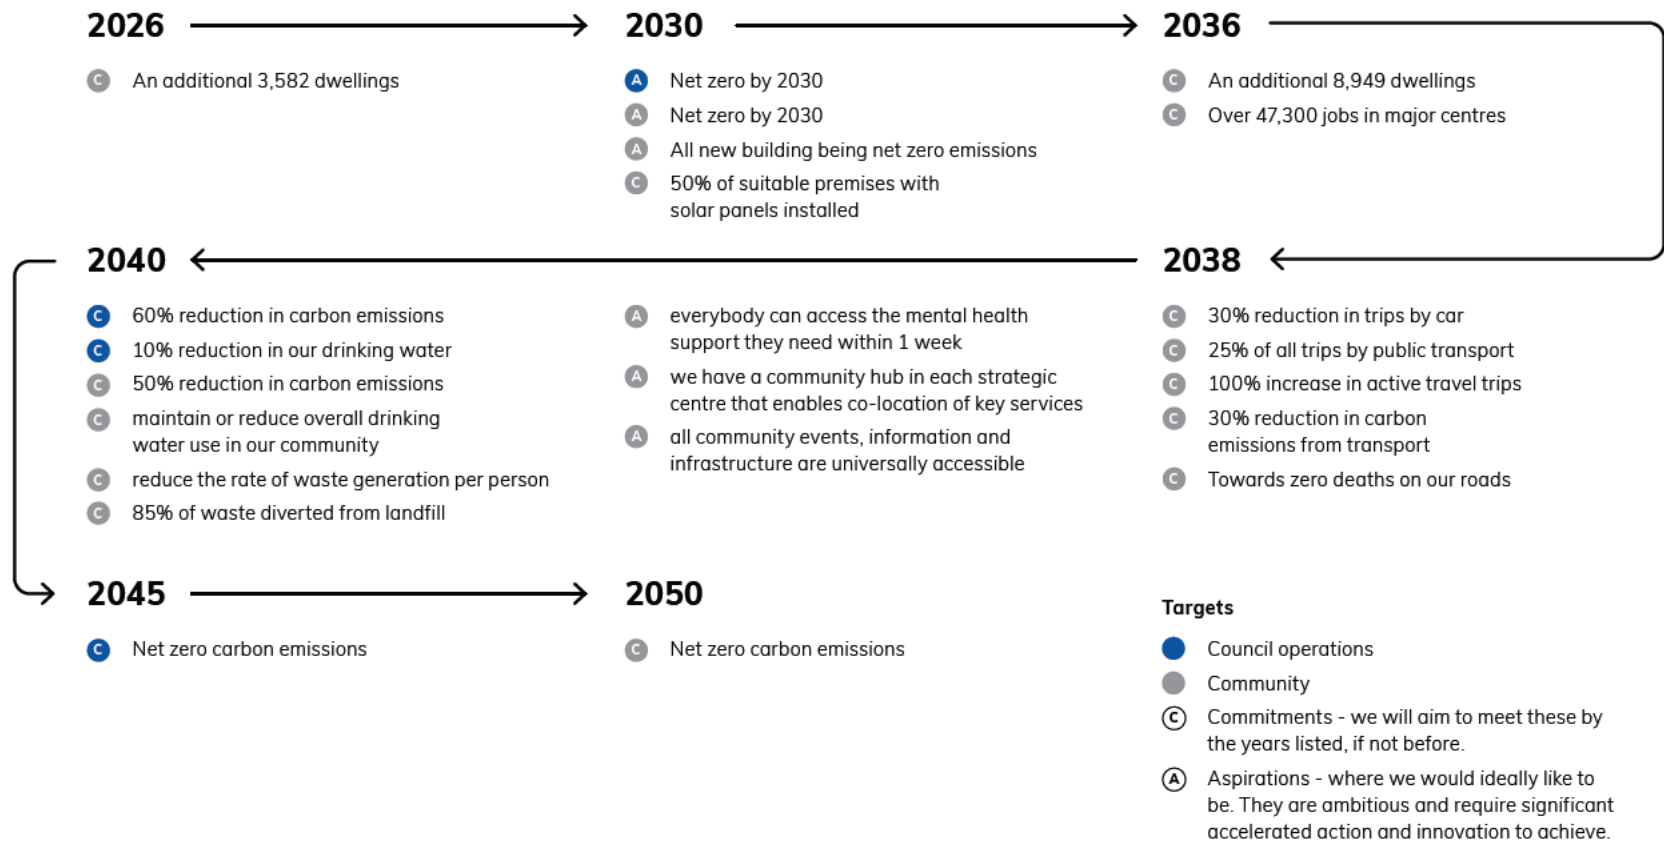 2026
C An additional 3,582 dwellings
2030
A Net zero by 2030
A Net zero by 2030
A All new building being net zero emissions
C 50% of suitable premises with
solar panels installed
2036
C An additional 8,949 dwellings
C Over 47,300 jobs in major centres
2038
C 30% reduction in trips by car
C 25% of all trips by public transport
C 100% increase in active travel trips
C 30% reduction in carbon
emissions from transport
C Towards zero deaths on our roads
2040
C 60% reduction in carbon emissions
C 10% reduction in our drinking water
C 50% reduction in carbon emissions
C maintain or reduce overall drinking
water use in our community
C reduce the rate of waste generation per person
C 85% of waste diverted from landfill
A everybody can access the mental health
support they need within 1 week
A we have a community hub in each strategic
centre that enables co-location of key services
A all community events, information and
infrastructure are universally accessible
2045
C Net zero carbon emissions
2050
C Net zero carbon emissions
Targets
Council operations
Community
C Commitments - we will aim to meet these by
the years listed, if not before.
A Aspirations - where we would ideally like to
be. They are ambitious and require significant
accelerated action and innovation to achieve.